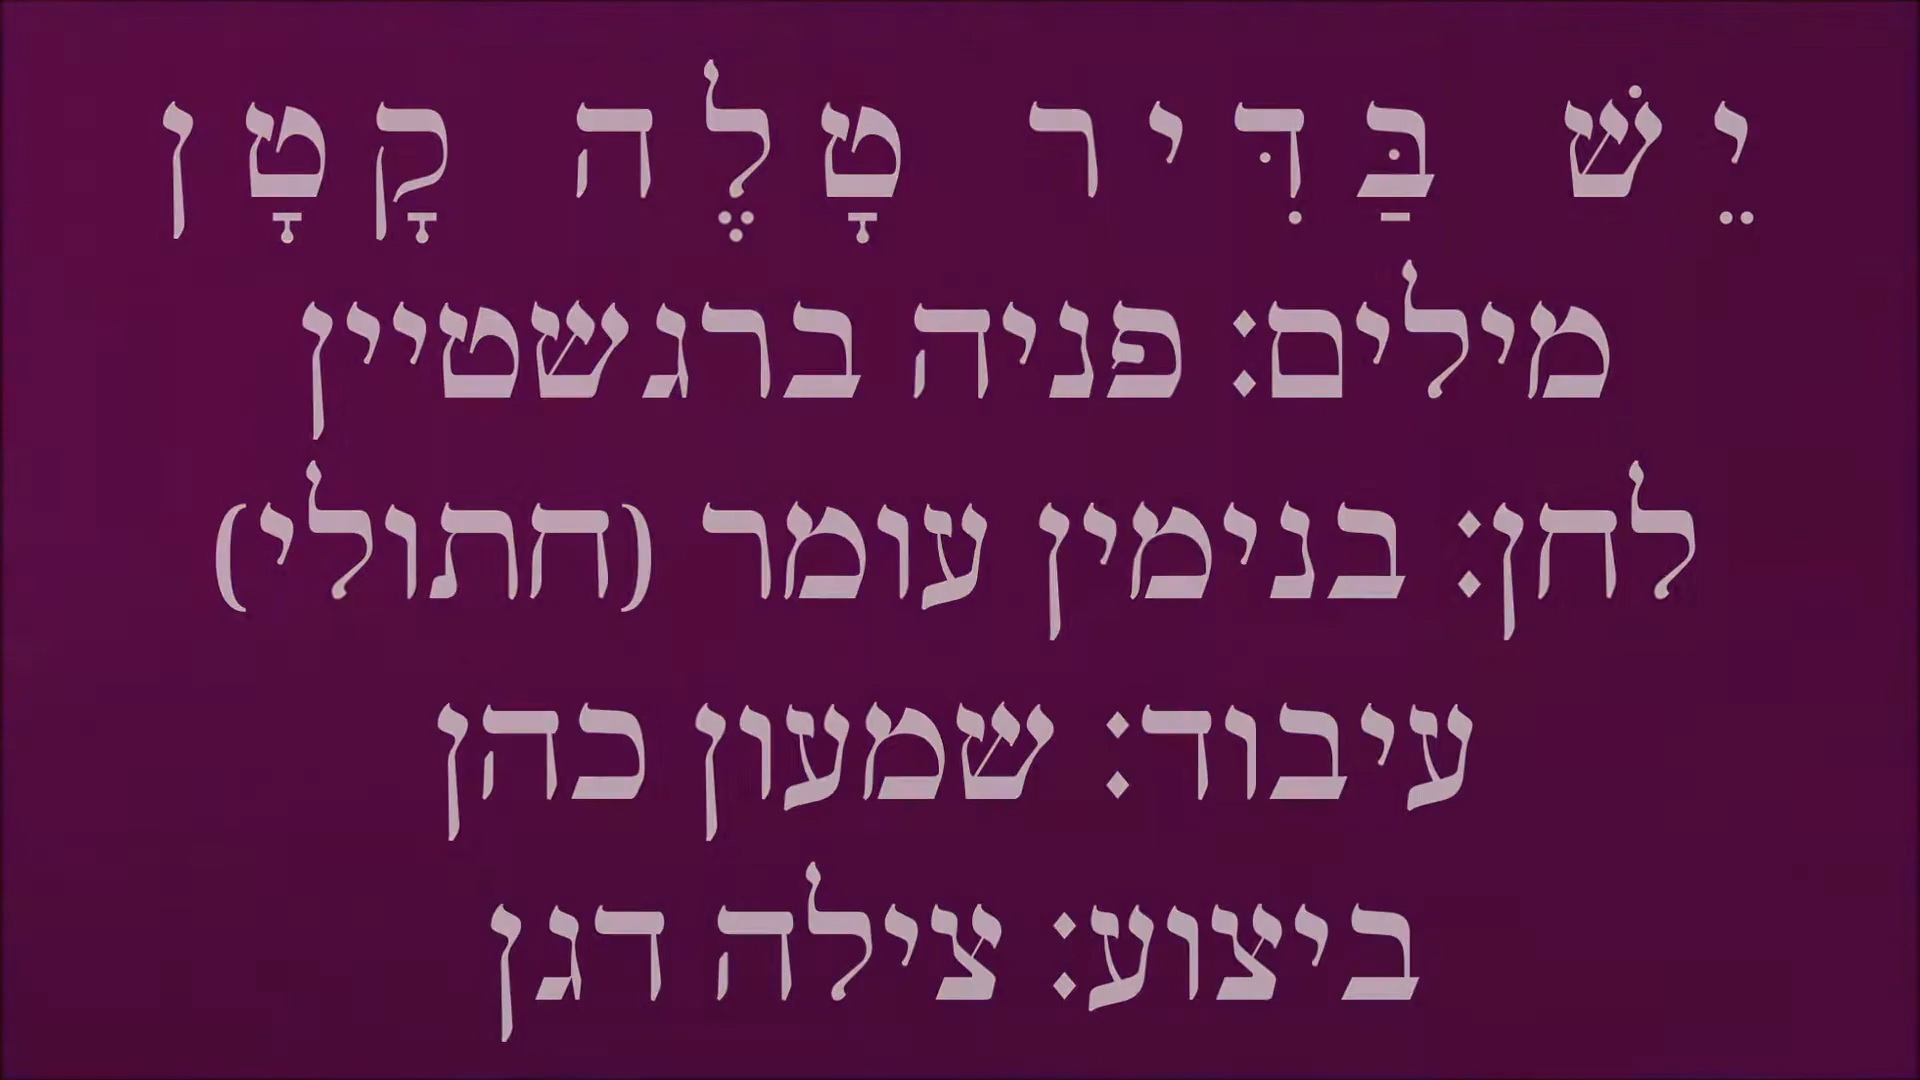 יֵשׁ בַּדִּיר טָלֶה קָטָן
מילים: פניה ברגשטיין
לחן: בנימין עומר (חתולי)
עיבוד: שמעון כהן
ביצוע: צילה דגן